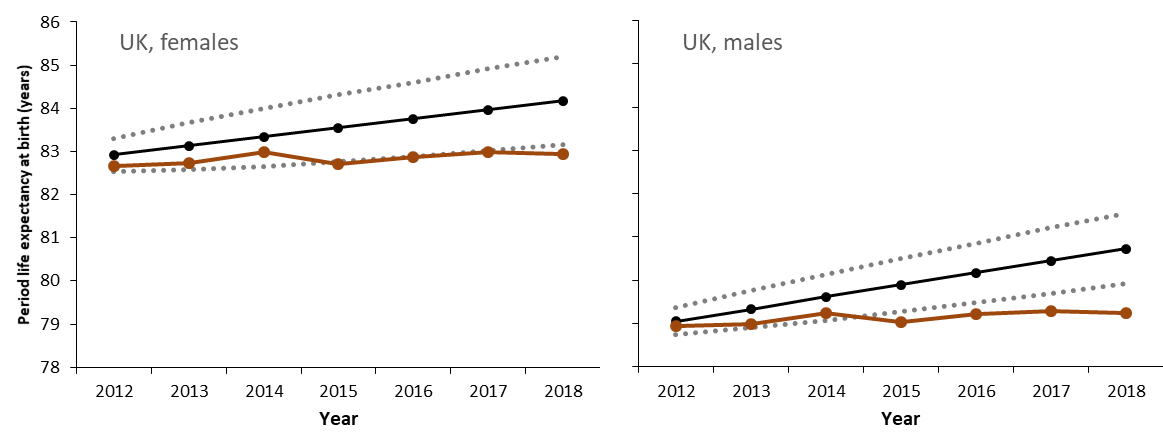 UK, females
UK, males
Period life expectancy at birth (years)
86
85
84
83
82
81
80
79
78
2012 2013 2014 2015 2016 2017 2018
2012 2013 2014 2015 2016 2017 2018
Year
Year